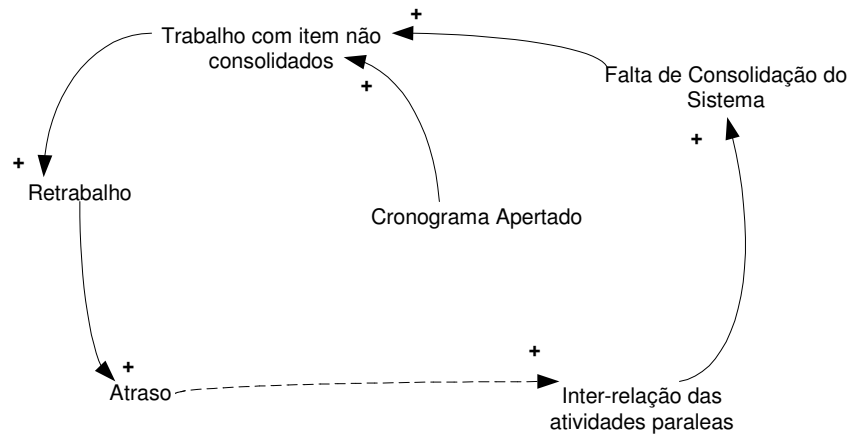 +
Trabalho com item não
consolidados
+
Falta de Consolidação do
Sistema
+
+
Retrabalho
Cronograma Apertado
+
+
Atraso
Inter-relação das
atividades paraleas